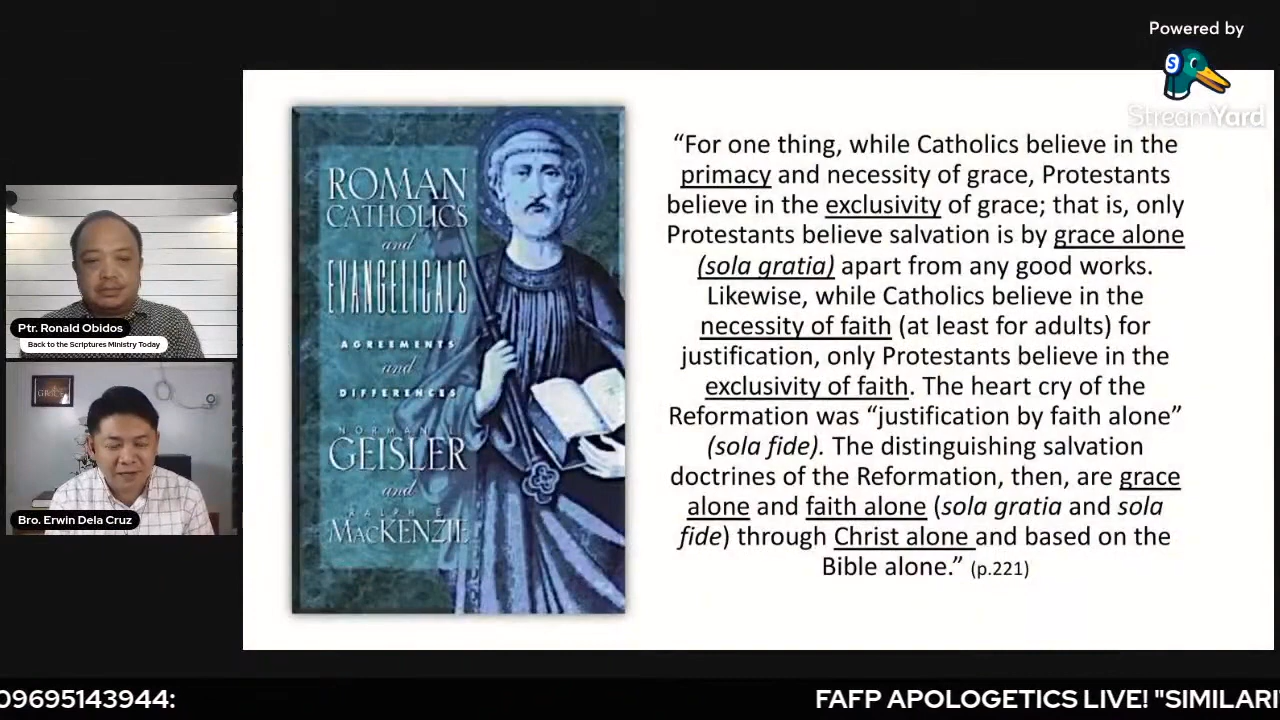 Powered by
StreamYard
S
Ptr. Ronald Obidos
Back to the Scriptures Ministry Today
Bro. Erwin Dela Cruz
ROMAN
CATHOLICS
and
EVANGELICALS
AGREEMENTS
and
DIFFERENCES
NORMAN L.
GEISLER
and
RALPH E.
MACKENZIE
“For one thing, while Catholics believe in the
primacy and necessity of grace, Protestants
believe in the exclusivity of grace; that is, only
Protestants believe salvation is by grace alone
(sola gratia) apart from any good works.
Likewise, while Catholics believe in the
necessity of faith (at least for adults) for
justification, only Protestants believe in the
exclusivity of faith. The heart cry of the
Reformation was “justification by faith alone”
(sola fide). The distinguishing salvation
doctrines of the Reformation, then, are grace
alone and faith alone (sola gratia and sola
fide) through Christ alone and based on the
Bible alone.” (p.221)
09695143944:
FAFP APOLOGETICS LIVE! "SIMILARI